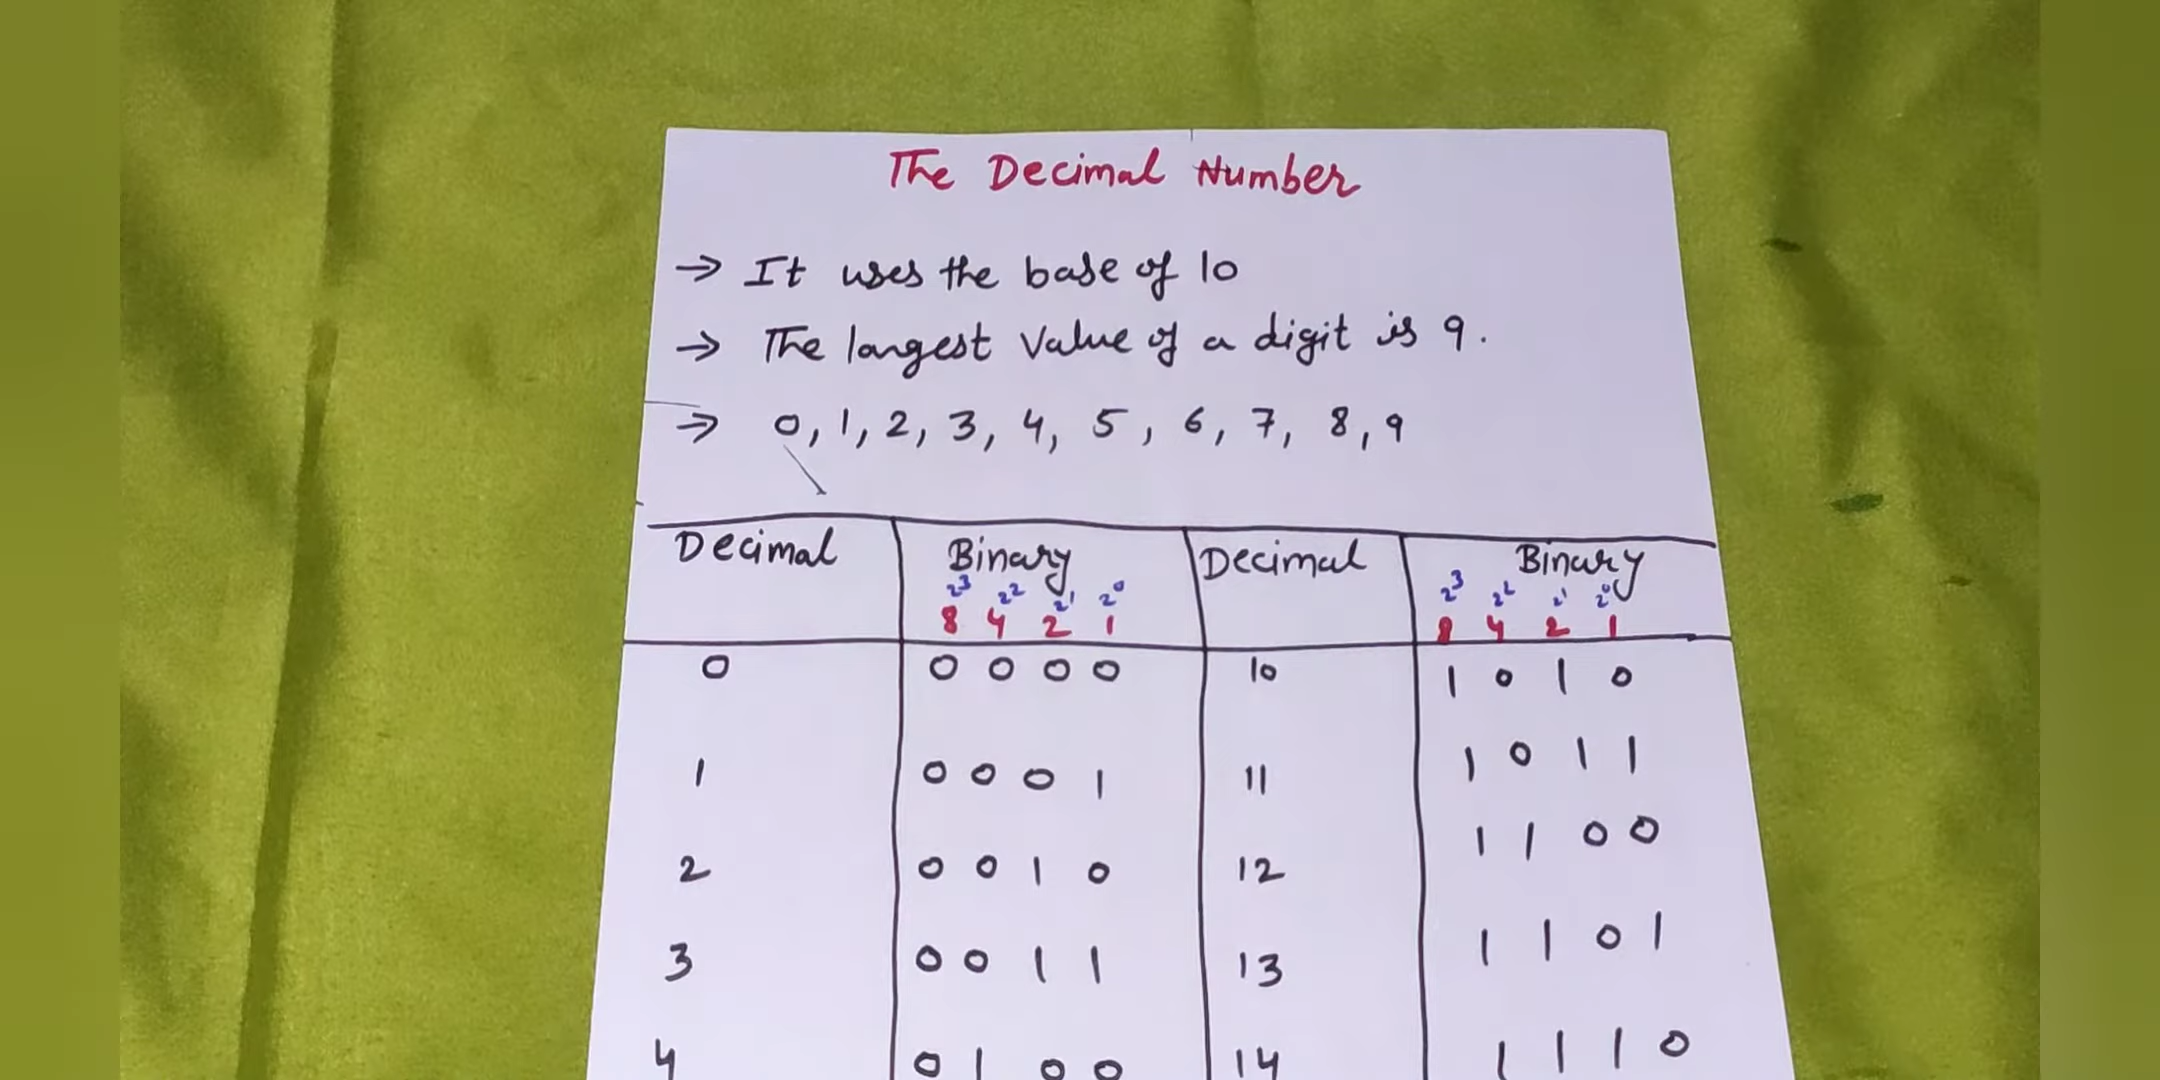 The Decimal Number
→ It uses the base of 10
→ The largest Value of a digit is 9.
→ 0, 1, 2, 3, 4, 5, 6, 7, 8, 9
Decimal Binary Decimal Binary
2³ 2² 2¹ 2⁰ 2³ 2² 2¹ 2⁰
8 4 2 1 8 4 2 1
0 0 0 0 0 10 1 0 1 0
1 0 0 0 1 11 1 0 1 1
2 0 0 1 0 12 1 1 0 0
3 0 0 1 1 13 1 1 0 1
4 0 1 0 0 14 1 1 1 0